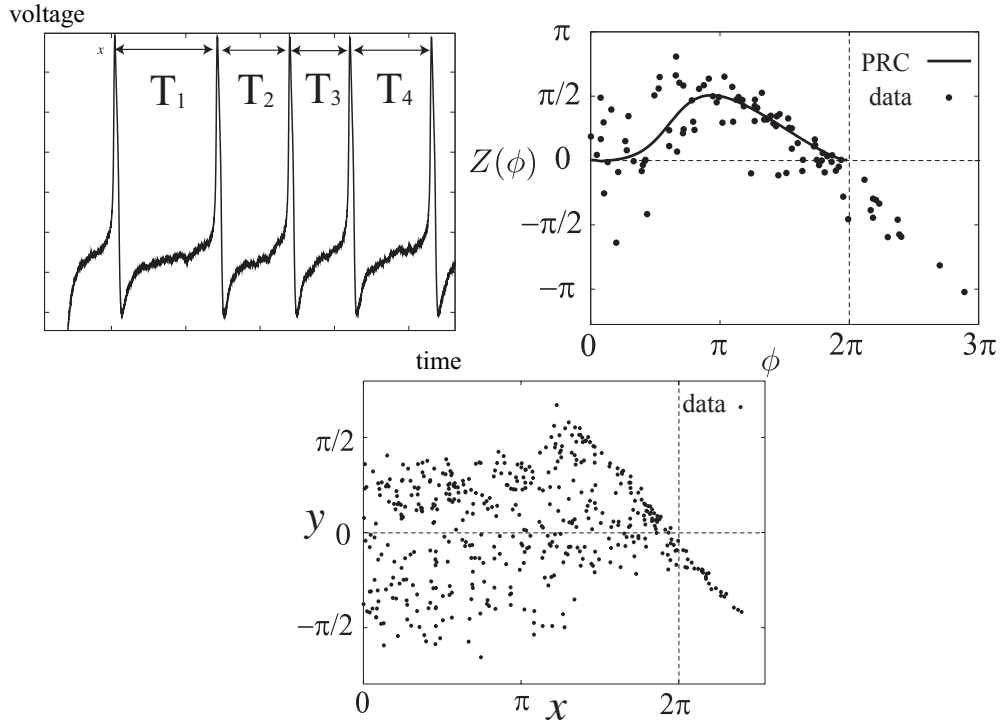 voltage
x
T1 T2 T3 T4
time
π
π/2
Z(ϕ) 0
−π/2
−π
0 π ϕ 2π 3π
PRC
data
data
π/2
y 0
−π/2
0 π x 2π